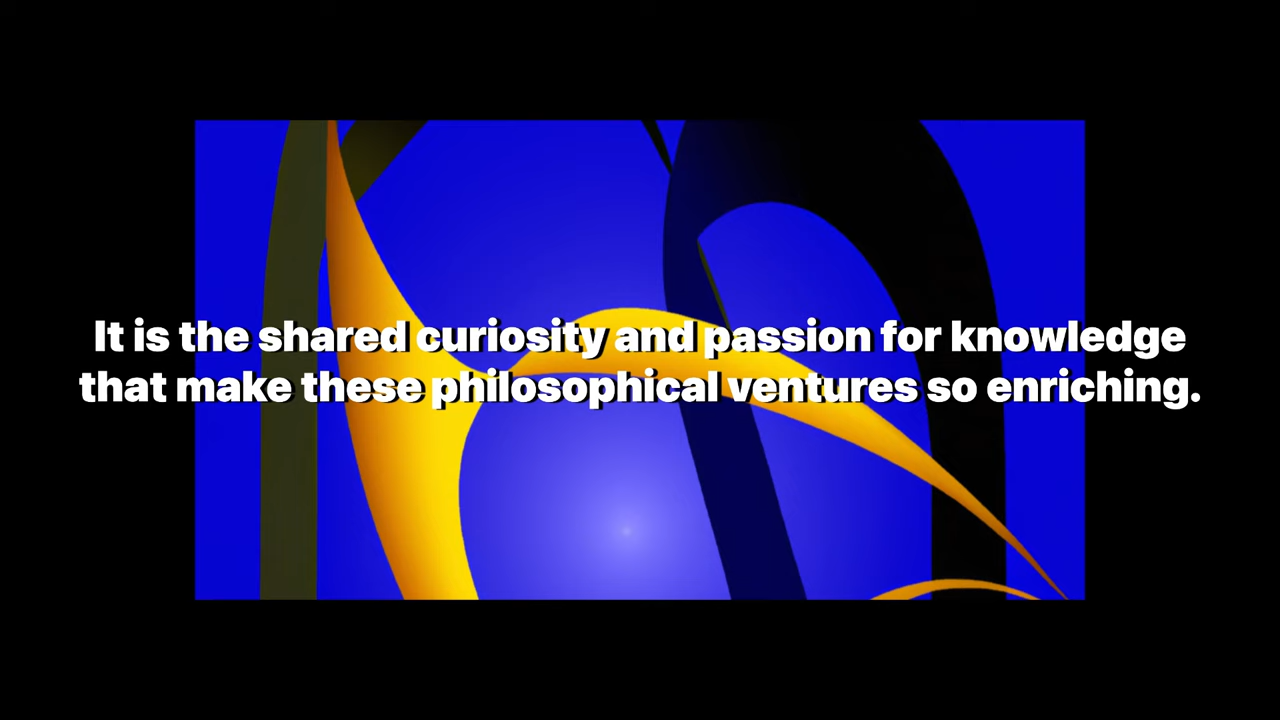 It is the shared curiosity and passion for knowledge
that make these philosophical ventures so enriching.